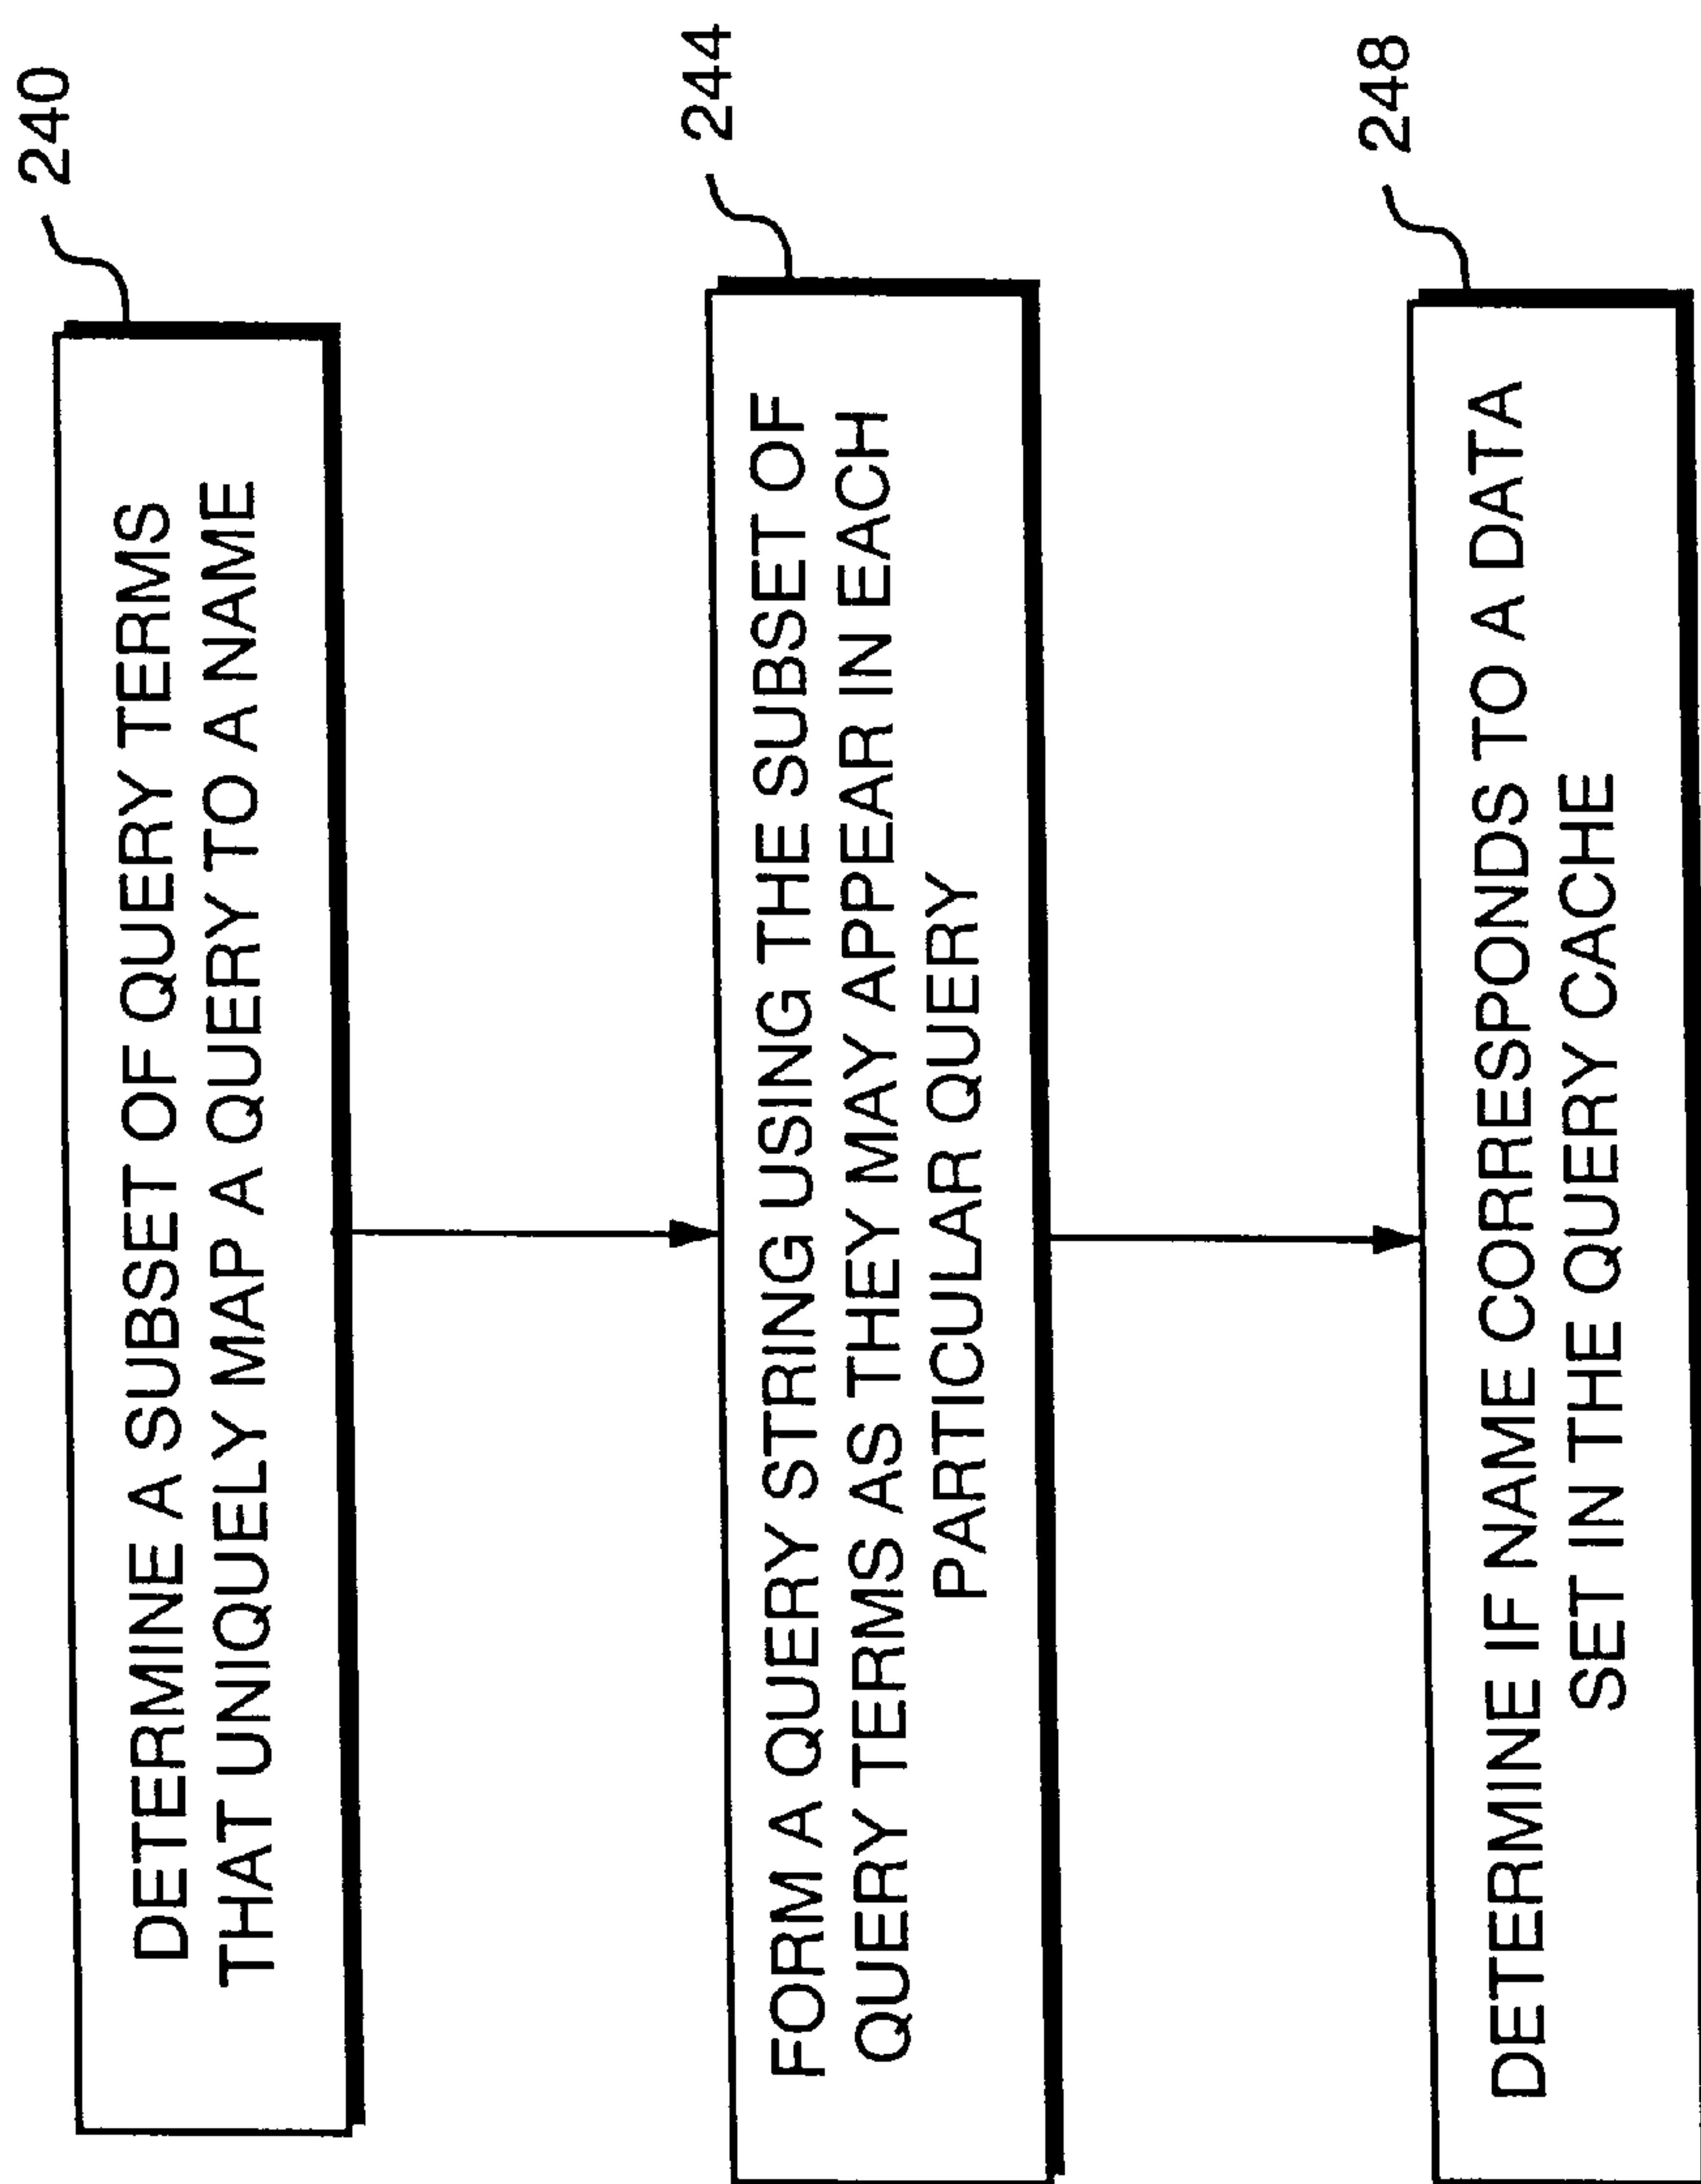 240
DETERMINE A SUBSET OF QUERY TERMS
THAT UNIQUELY MAP A QUERY TO A NAME
244
FORM A QUERY STRING USING THE SUBSET OF
QUERY TERMS AS THEY MAY APPEAR IN EACH
PARTICULAR QUERY
248
DETERMINE IF NAME CORRESPONDS TO A DATA
SET IN THE QUERY CACHE